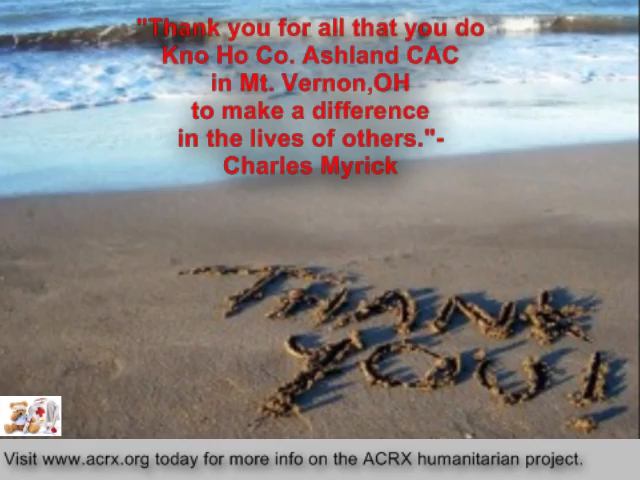 "Thank you for all that you do
Kno Ho Co. Ashland CAC
in Mt. Vernon,OH
to make a difference
in the lives of others."-
Charles Myrick
THANK
YOU!
Visit www.acrx.org today for more info on the ACRX humanitarian project.